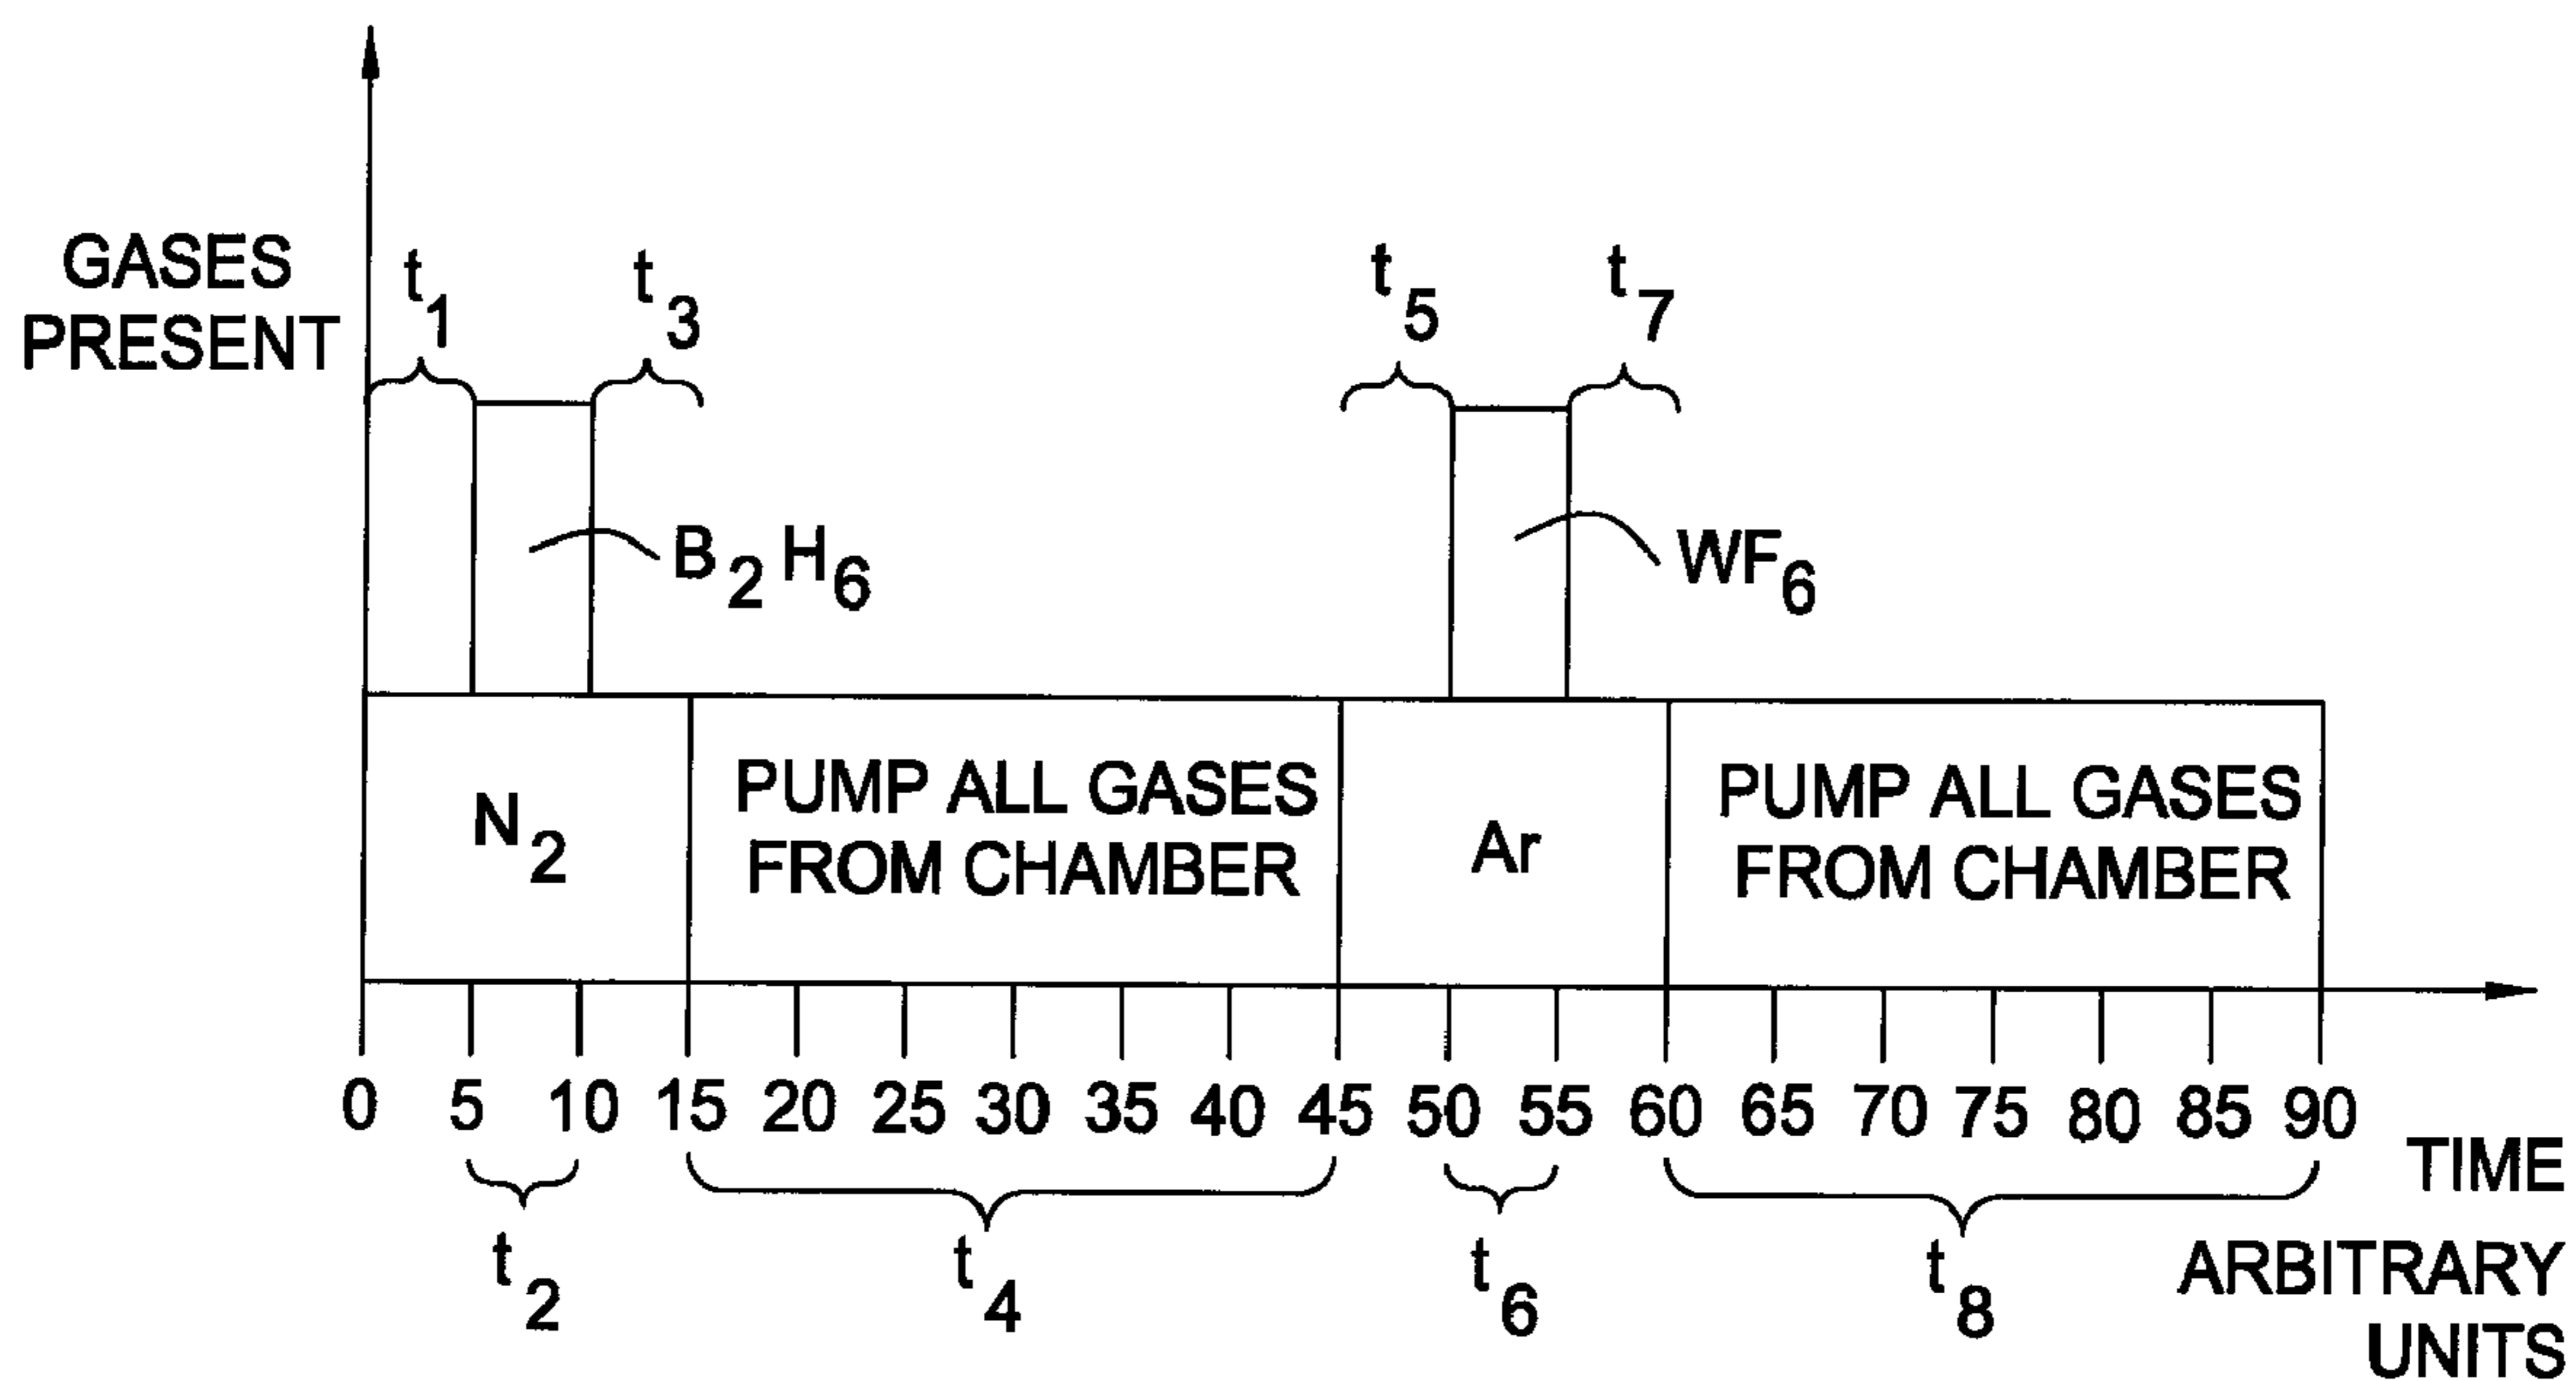 GASES
PRESENT
t1
t3
t5
t7
B2H6
WF6
N2
PUMP ALL GASES
FROM CHAMBER
Ar
PUMP ALL GASES
FROM CHAMBER
0 5 10 15 20 25 30 35 40 45 50 55 60 65 70 75 80 85 90
TIME
ARBITRARY
UNITS
t2
t4
t6
t8